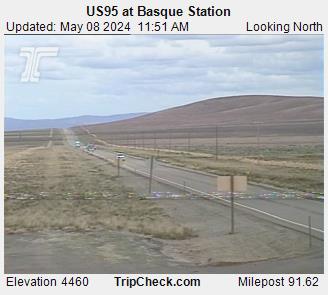 US95 at Basque Station
Updated: May 08 2024 11:51 AM Looking North
Elevation 4460 TripCheck.com Milepost 91.62